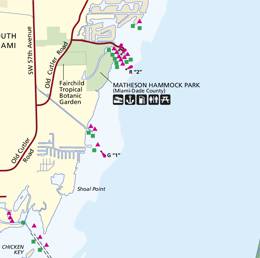 SOUTH
AMI
SW 57th Avenue
Old Cutler Road
R "2"
Fairchild
Tropical
Botanic
Garden
MATHESON HAMMOCK PARK
(Miami-Dade County)
Old Cutler
Road
G "1"
Shoal Point
CHICKEN
KEY